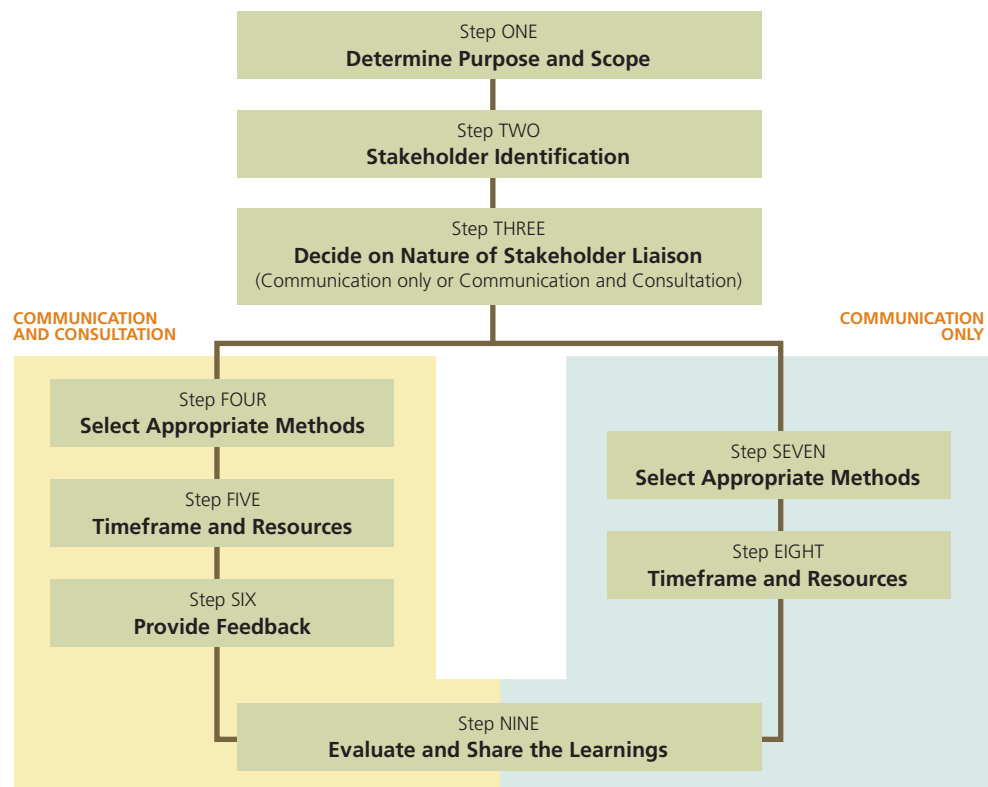 Step ONE
Determine Purpose and Scope
Step TWO
Stakeholder Identification
Step THREE
Decide on Nature of Stakeholder Liaison
(Communication only or Communication and Consultation)
COMMUNICATION
AND CONSULTATION
Step FOUR
Select Appropriate Methods
Step FIVE
Timeframe and Resources
Step SIX
Provide Feedback
COMMUNICATION
ONLY
Step SEVEN
Select Appropriate Methods
Step EIGHT
Timeframe and Resources
Step NINE
Evaluate and Share the Learnings